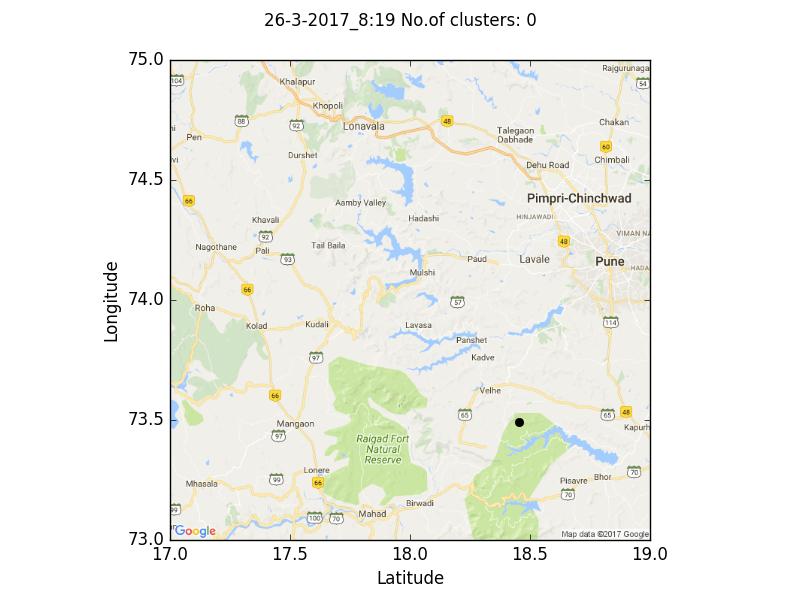 26-3-2017_8:19 No.of clusters: 0
75.0
74.5
74.0
73.5
73.0
Longitude
17.0
17.5
18.0
18.5
19.0
Latitude
Rajgurunaga
104
Khalapur
54
Khopoli
88
92
Lonavala
48
Chakan
Talegaon
Dabhade
Pen
60
Chimbali
Durshet
Dehu Road
vi
66
Aamby Valley
Pimpri-Chinchwad
HINJAWADI
Khavali
Hadashi
92
Nagothane
Pali
Tail Baila
48
VIMAN NA
93
Mulshi
Paud
Lavale
Pune
HADA
66
57
Roha
Kolad
Kudali
Lavasa
114
Panshet
97
Kadve
Velhe
66
65
65
48
Mangaon
Kapurh
97
Raigad Fort
Natural
Reserve
Lonere
99
66
Mhasala
Pisavre
Bhor
70
70
Birwadi
99
100
70
Mahad
Google
Map data ©2017 Google